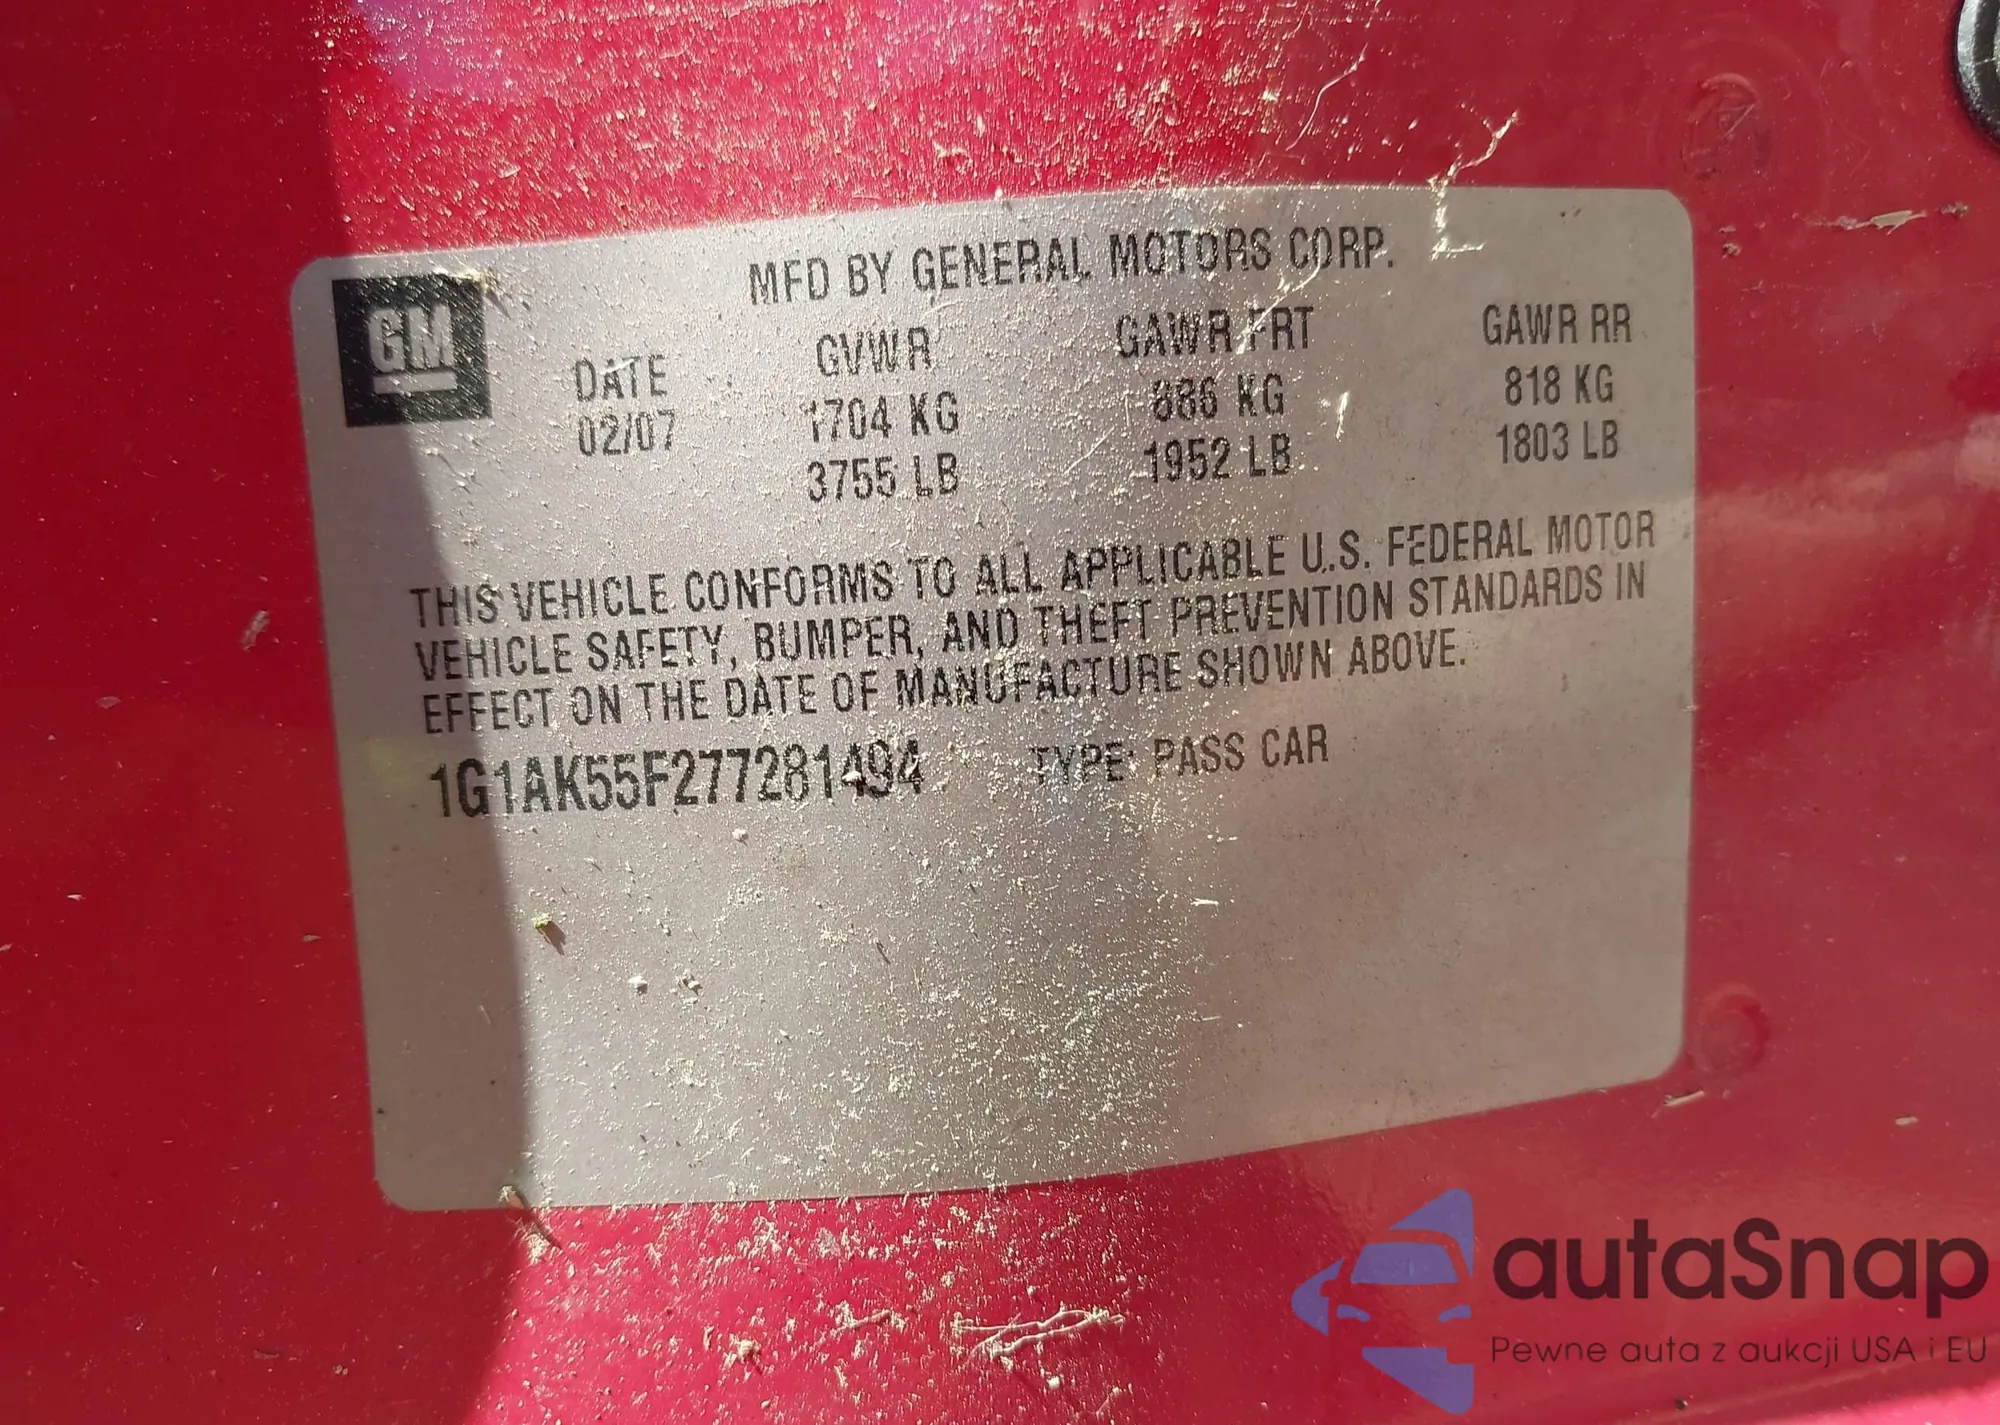 GM
MFD BY GENERAL MOTORS CORP.
DATE GVWR GAWR FRT GAWR RR
02/07 1704 KG 886 KG 818 KG
3755 LB 1952 LB 1803 LB
THIS VEHICLE CONFORMS TO ALL APPLICABLE U.S. FEDERAL MOTOR
VEHICLE SAFETY, BUMPER, AND THEFT PREVENTION STANDARDS IN
EFFECT ON THE DATE OF MANUFACTURE SHOWN ABOVE.
1G1AK55F277281494 TYPE: PASS CAR
autaSnap
Pewne auta z aukcji USA i EU